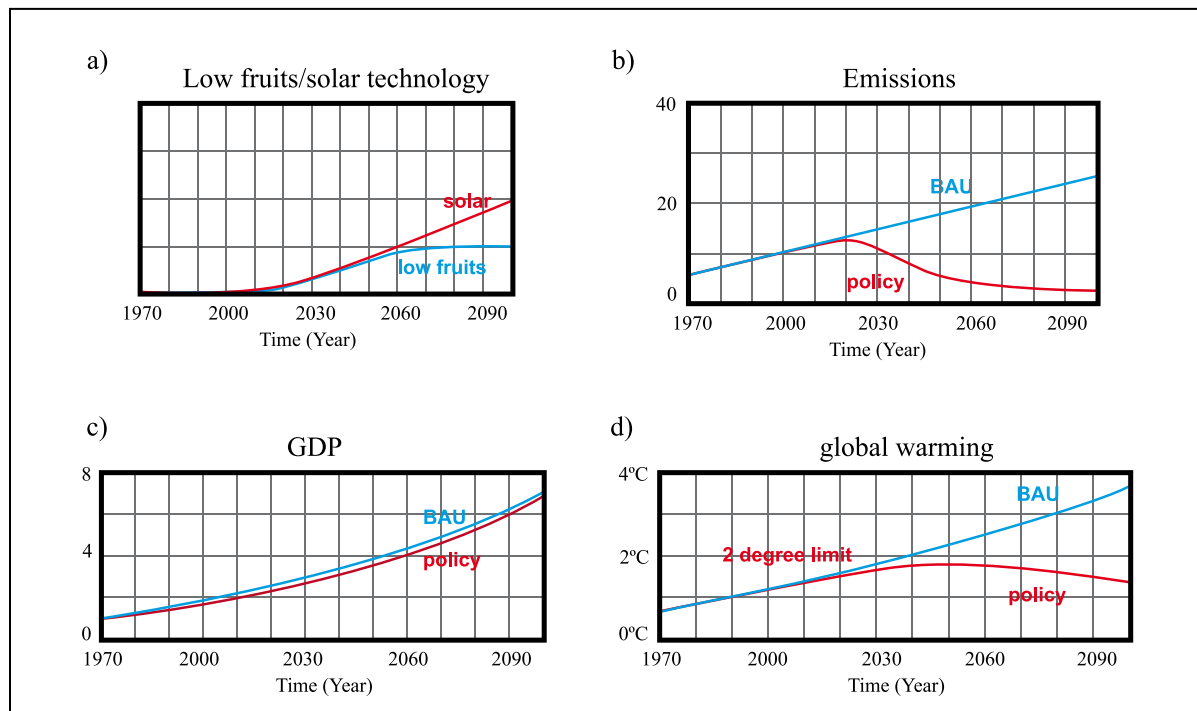 a)
Low fruits/solar technology
solar
low fruits
1970 2000 2030 2060 2090
Time (Year)
b)
Emissions
40
BAU
20
policy
0
1970 2000 2030 2060 2090
Time (Year)
c)
GDP
8
BAU
4
policy
0
1970 2000 2030 2060 2090
Time (Year)
d)
global warming
4ºC
BAU
2ºC
2 degree limit
policy
0ºC
1970 2000 2030 2060 2090
Time (Year)